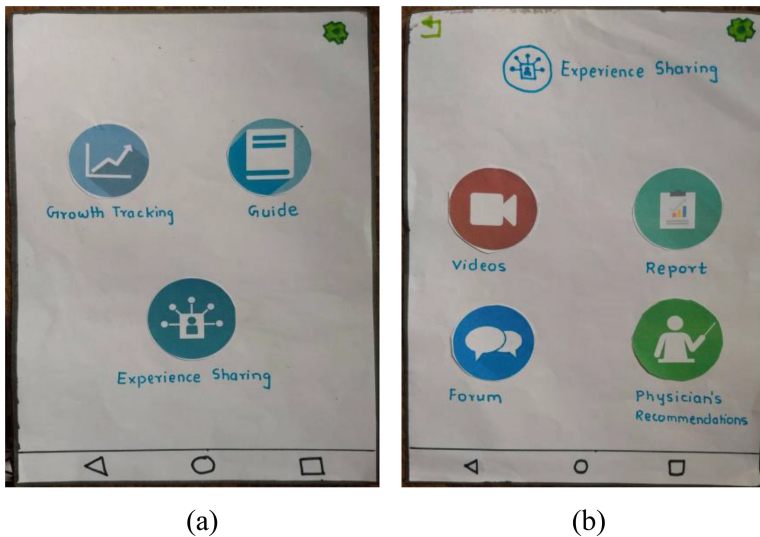 Growth Tracking
Guide
Experience Sharing
(a)
Experience Sharing
Videos
Report
Forum
Physician's
Recommendations
(b)